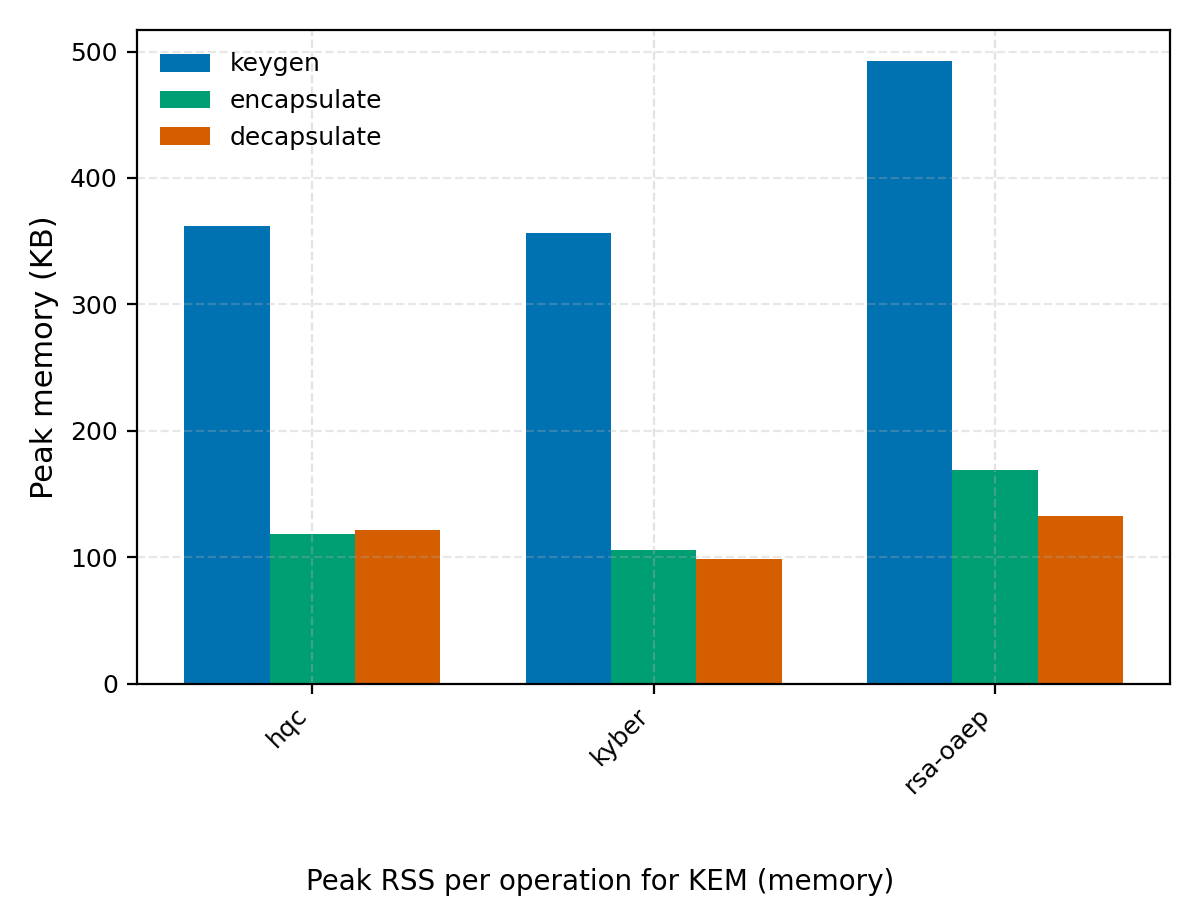 500
400
300
200
100
0
Peak memory (KB)
keygen
encapsulate
decapsulate
hqc
kyber
rsa-oaep
Peak RSS per operation for KEM (memory)